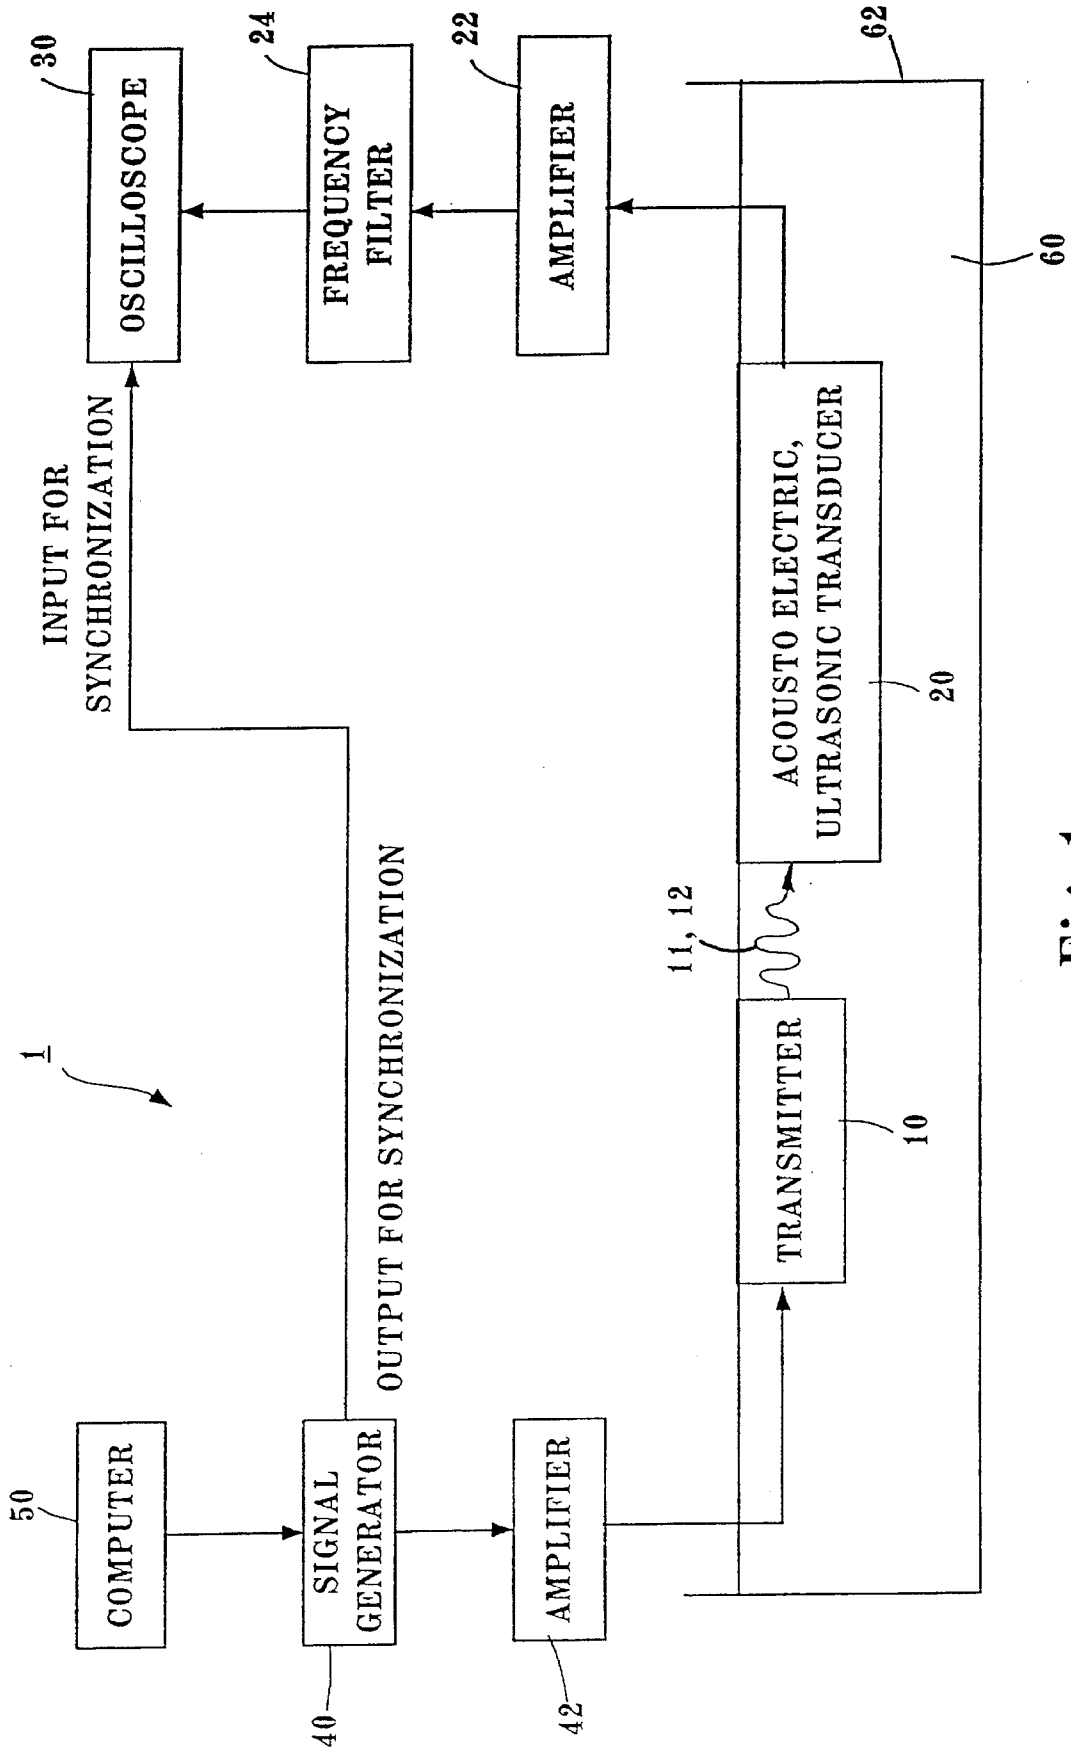 1
50
COMPUTER
40
SIGNAL
GENERATOR
42
AMPLIFIER
OUTPUT FOR SYNCHRONIZATION
INPUT FOR
SYNCHRONIZATION
30
OSCILLOSCOPE
24
FREQUENCY
FILTER
22
AMPLIFIER
62
TRANSMITTER
10
11, 12
ACOUSTO ELECTRIC,
ULTRASONIC TRANSDUCER
20
60